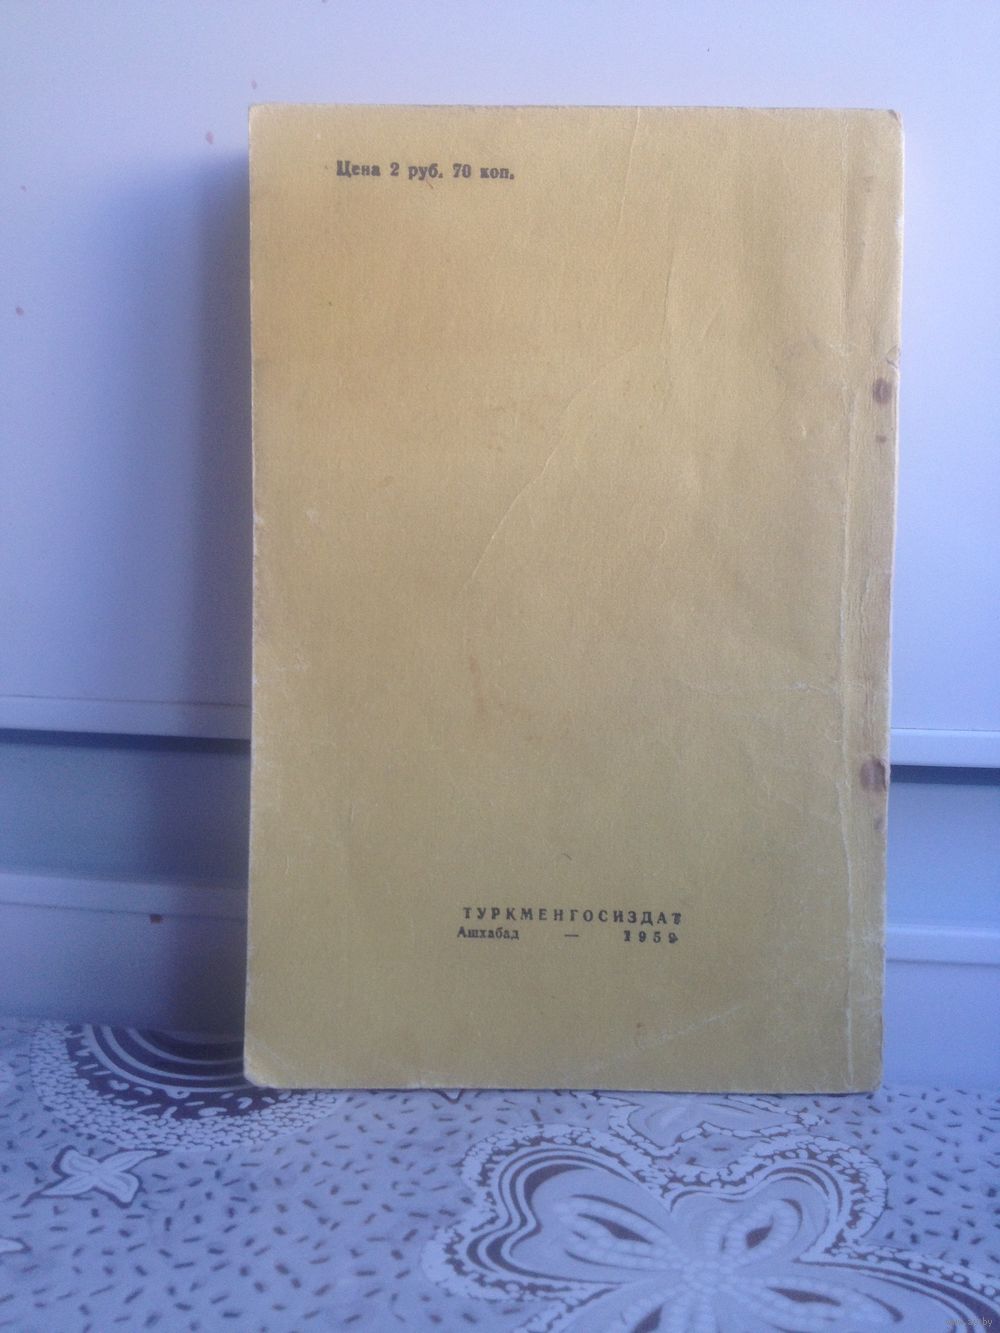 Цена 2 руб. 70 коп.
ТУРКМЕНГОСИЗДАТ
Ашхабад — 1959